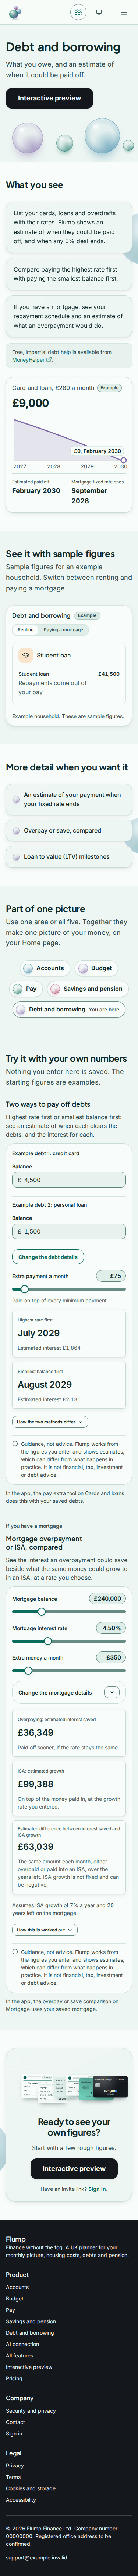 Debt and borrowing
What you owe, and an estimate of
when it could be paid off.
Interactive preview
What you see
List your cards, loans and overdrafts
with their rates. Flump shows an
estimate of when they could be paid
off, and when any 0% deal ends.
Compare paying the highest rate first
with paying the smallest balance first.
If you have a mortgage, see your
repayment schedule and an estimate of
what an overpayment would do.
Free, impartial debt help is available from
MoneyHelper.
Card and loan, £280 a month Example
£9,000
£0, February 2030
2027 2028 2029 2030
Estimated paid off
February 2030
Mortgage fixed rate ends
September
2028
See it with sample figures
Sample figures for an example
household. Switch between renting and
paying a mortgage.
Debt and borrowing Example
Renting Paying a mortgage
Student loan
Student loan £41,500
Payments come out of
your pay
Example household. These are sample figures.
More detail when you want it
An estimate of your payment when
your fixed rate ends
Overpay or save, compared
Loan to value (LTV) milestones
Part of one picture
Use one area or all five. Together they
make one picture of your money, on
your Home page.
Accounts Budget
Pay Savings and pension
Debt and borrowing You are here
Try it with your own numbers
Nothing you enter here is saved. The
starting figures are examples.
Two ways to pay off debts
Highest rate first or smallest balance first:
see an estimate of when each clears the
debts, and the interest for each.
Example debt 1: credit card
Balance
£ 4,500
Example debt 2: personal loan
Balance
£ 1,500
Change the debt details
Extra payment a month £75
Paid on top of every minimum payment.
Highest rate first
July 2029
Estimated interest £1,864
Smallest balance first
August 2029
Estimated interest £2,131
How the two methods differ
Guidance, not advice. Flump works from
the figures you enter and shows estimates,
which can differ from what happens in
practice. It is not financial, tax, investment
or debt advice.
In the app, the pay extra tool on Cards and loans
does this with your saved debts.
If you have a mortgage
Mortgage overpayment
or ISA, compared
See the interest an overpayment could save
beside what the same money could grow to
in an ISA, at a rate you choose.
Mortgage balance £240,000
Mortgage interest rate 4.50%
Extra money a month £350
Change the mortgage details
Overpaying: estimated interest saved
£36,349
Paid off sooner, if the rate stays the same.
ISA: estimated growth
£99,388
On top of the money paid in, at the growth
rate you entered.
Estimated difference between interest saved and
ISA growth
£63,039
The same amount each month, either
overpaid or paid into an ISA, over the
years left. ISA growth is not fixed and can
be negative.
Assumes ISA growth of 7% a year and 20
years left on the mortgage.
How this is worked out
Guidance, not advice. Flump works from
the figures you enter and shows estimates,
which can differ from what happens in
practice. It is not financial, tax, investment
or debt advice.
In the app, the overpay or save comparison on
Mortgage uses your saved mortgage.
Ready to see your
own figures?
Start with a few rough figures.
Interactive preview
Have an invite link? Sign in.
Flump
Finance without the fog. A UK planner for your
monthly picture, housing costs, debts and pension.
Product
Accounts
Budget
Pay
Savings and pension
Debt and borrowing
AI connection
All features
Interactive preview
Pricing
Company
Security and privacy
Contact
Sign in
Legal
Privacy
Terms
Cookies and storage
Accessibility
© 2026 Flump Finance Ltd. Company number
00000000. Registered office address to be
confirmed.
support@example.invalid